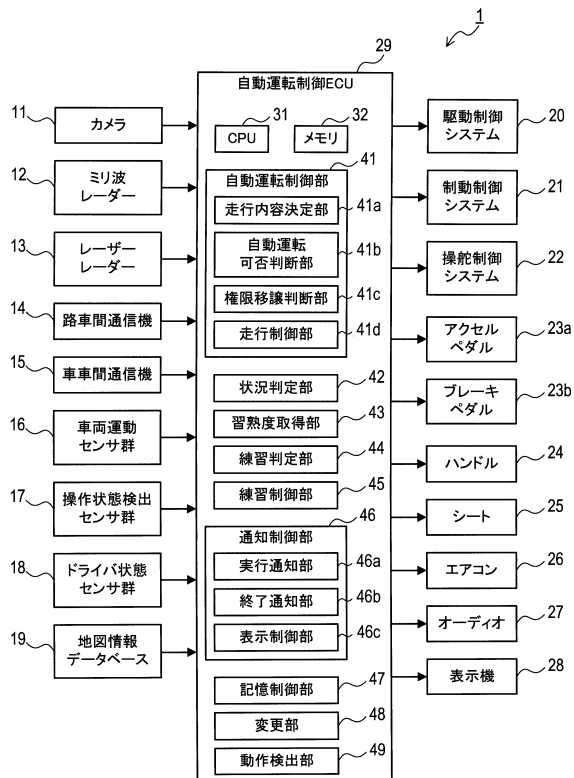 1
29
自動運転制御ECU
31
32
CPU
メモリ
41
自動運転制御部
走行内容決定部
41a
自動運転
可否判断部
41b
権限移譲判断部
41c
走行制御部
41d
状況判定部
42
習熟度取得部
43
練習判定部
44
練習制御部
45
46
通知制御部
実行通知部
46a
終了通知部
46b
表示制御部
46c
記憶制御部
47
変更部
48
動作検出部
49
11
カメラ
12
ミリ波
レーダー
13
レーザー
レーダー
14
路車間通信機
15
車車間通信機
16
車両運動
センサ群
17
操作状態検出
センサ群
18
ドライバ状態
センサ群
19
地図情報
データベース
駆動制御
システム
20
制動制御
システム
21
操舵制御
システム
22
アクセル
ペダル
23a
ブレーキ
ペダル
23b
ハンドル
24
シート
25
エアコン
26
オーディオ
27
表示機
28